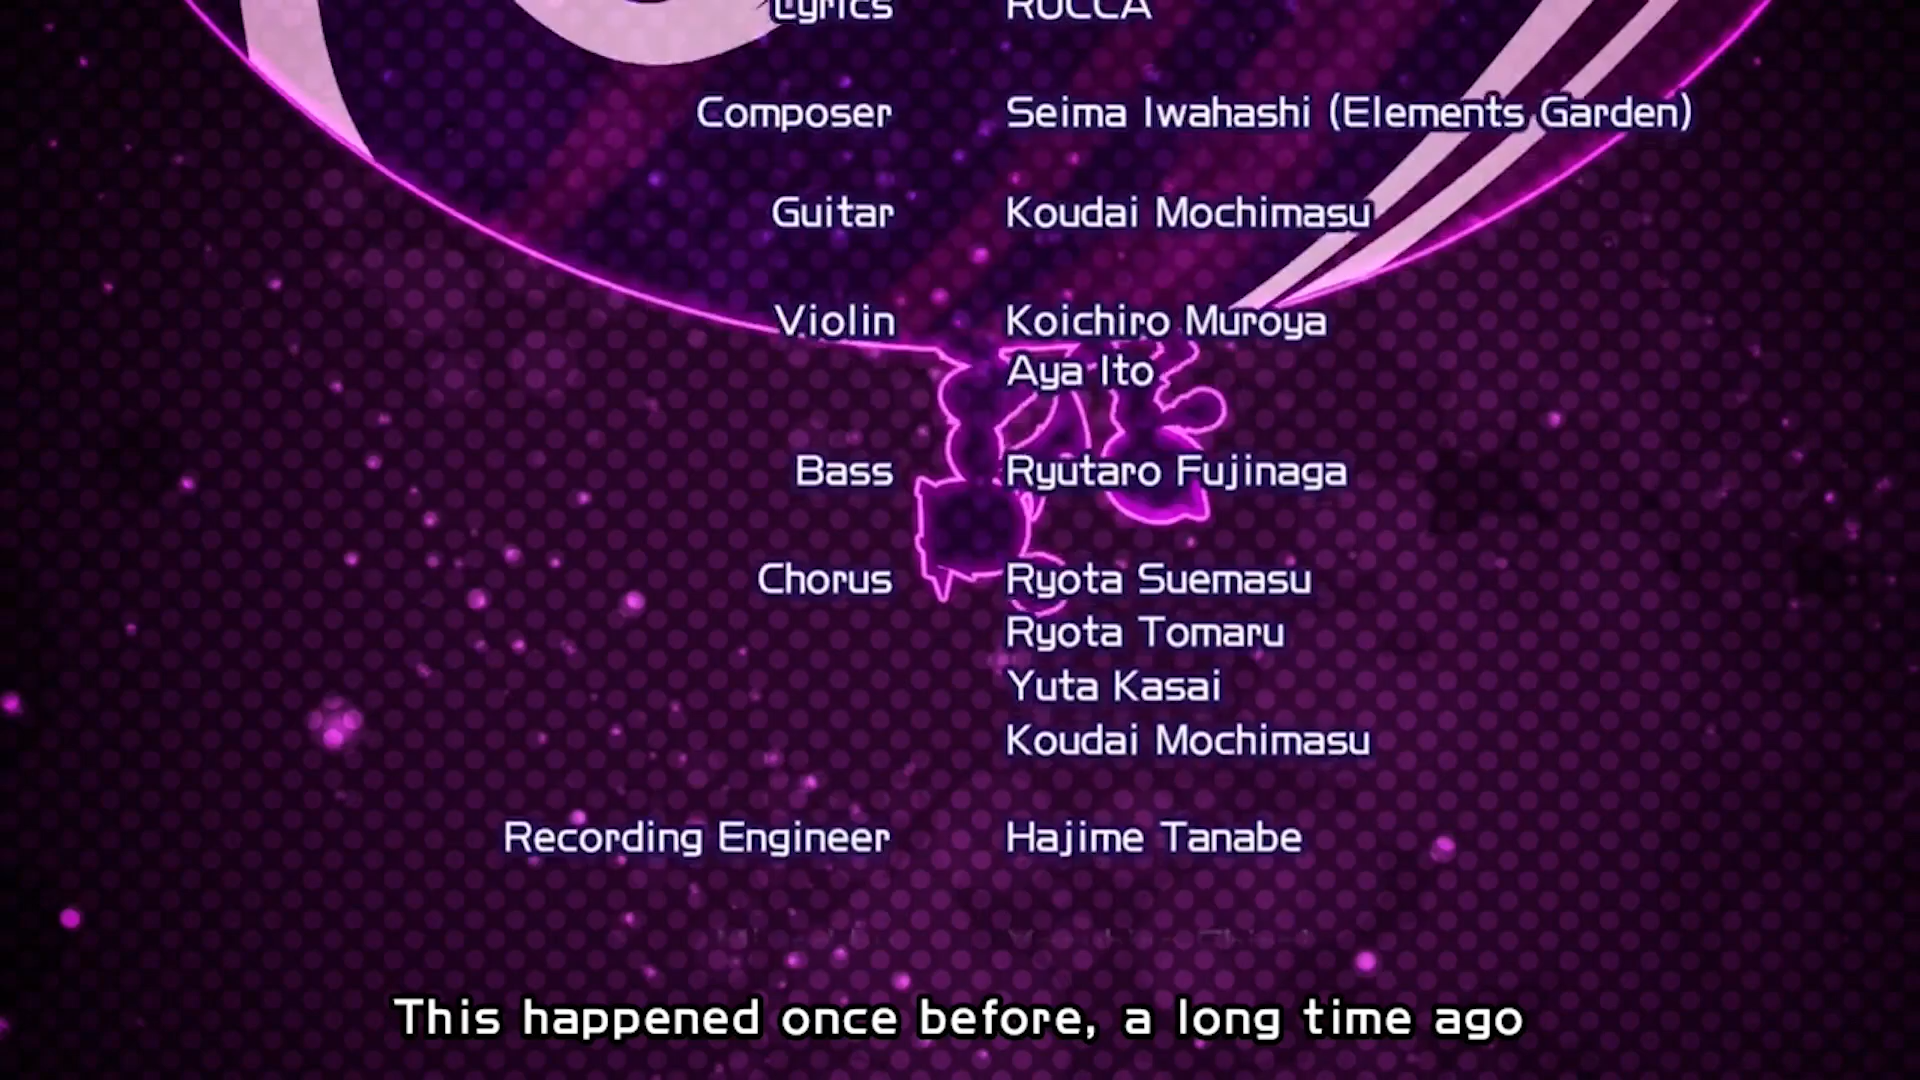 Lyrics ROCCA
Composer Seima Iwahashi (Elements Garden)
Guitar Koudai Mochimasu
Violin Koichiro Muroya
Aya Ito
Bass Ryutaro Fujinaga
Chorus Ryota Suemasu
Ryota Tomaru
Yuta Kasai
Koudai Mochimasu
Recording Engineer Hajime Tanabe
This happened once before, a long time ago